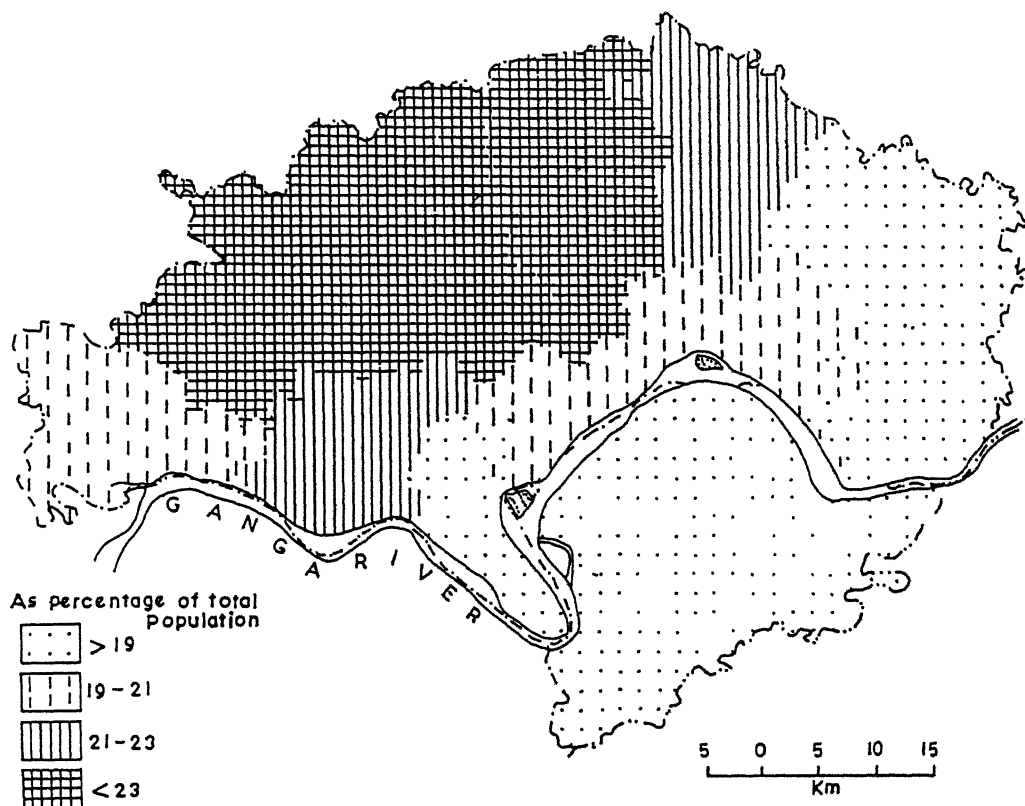 GANGA RIVER
As percentage of total
population
>19
19-21
21-23
<23
5 0 5 10 15
Km